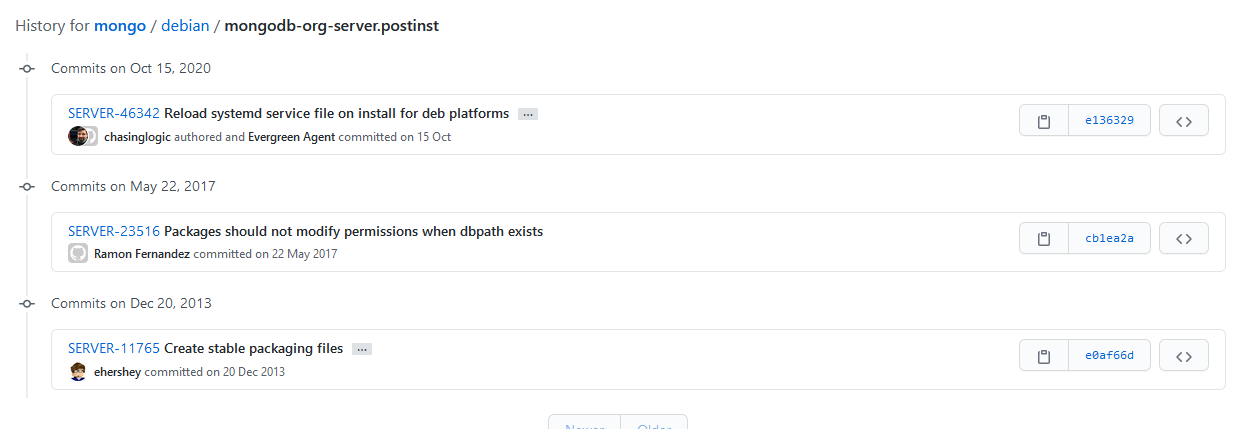 History for mongo / debian / mongodb-org-server.postinst
Commits on Oct 15, 2020
SERVER-46342 Reload systemd service file on install for deb platforms ...
e136329
chasinglogic authored and Evergreen Agent committed on 15 Oct
Commits on May 22, 2017
SERVER-23516 Packages should not modify permissions when dbpath exists
cb1ea2a
Ramon Fernandez committed on 22 May 2017
Commits on Dec 20, 2013
SERVER-11765 Create stable packaging files ...
e0af66d
ehershey committed on 20 Dec 2013
Newer Older